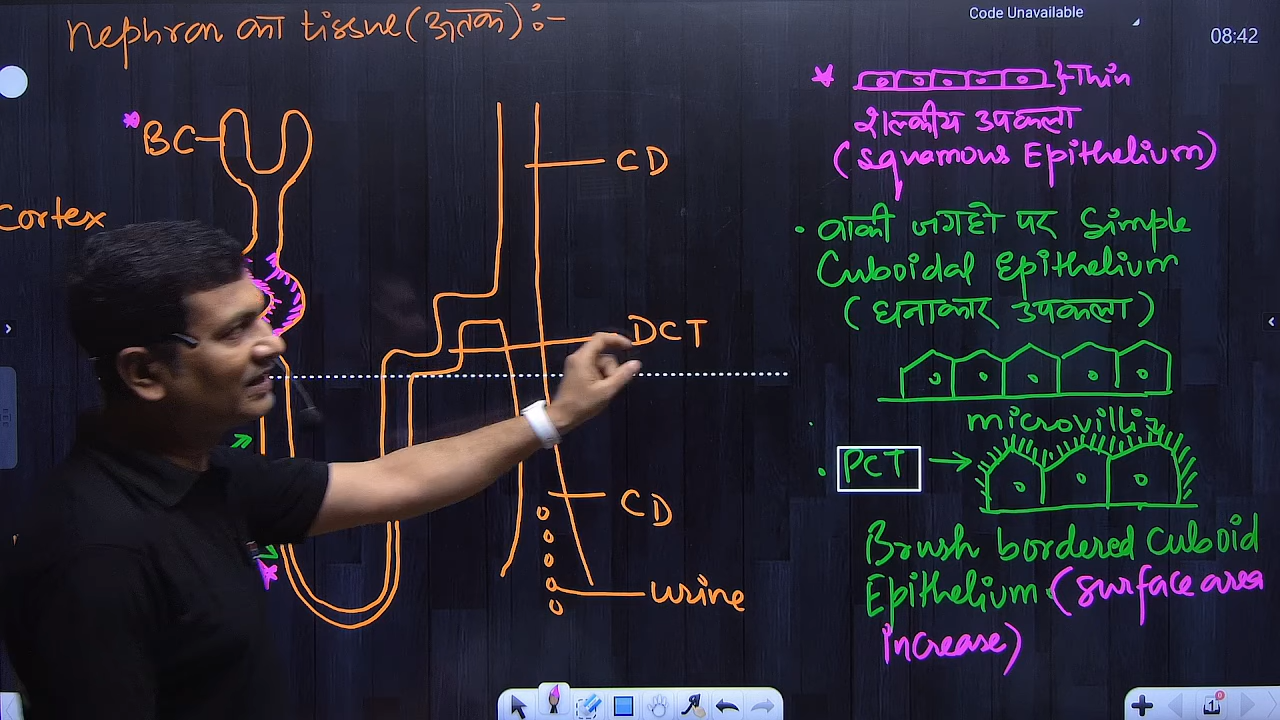 nephron का tissue (ऊतक) :-
Code Unavailable
08:42
BC
CD
Cortex
DCT
CD
urine
Thin
शल्कीय उपकला
(Squamous Epithelium)
• बाकी जगहो पर Simple
Cuboidal Epithelium
(घनाकार उपकला)
microvilli
• PCT →
Brush bordered cuboid
Epithelium (surface area
increase)
1